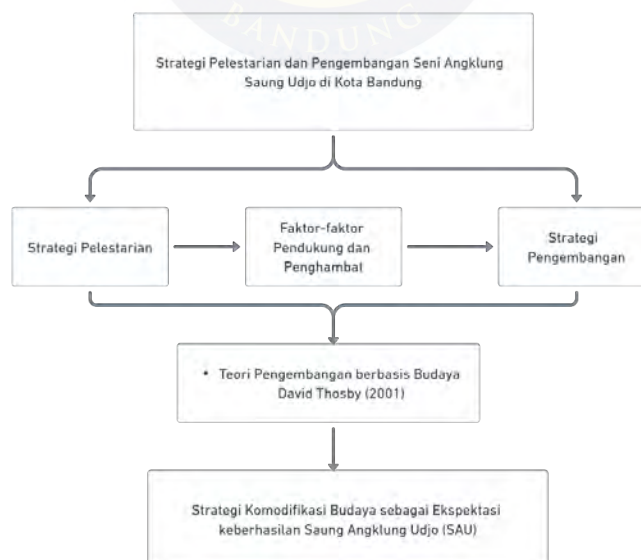 BANDUNG
Strategi Pelestarian dan Pengembangan Seni Angklung
Saung Udjo di Kota Bandung
Strategi Pelestarian
Faktor-faktor
Pendukung dan
Penghambat
Strategi
Pengembangan
• Teori Pengembangan berbasis Budaya
David Thosby (2001)
Strategi Komodifikasi Budaya sebagai Ekspektasi
keberhasilan Saung Angklung Udjo (SAU)